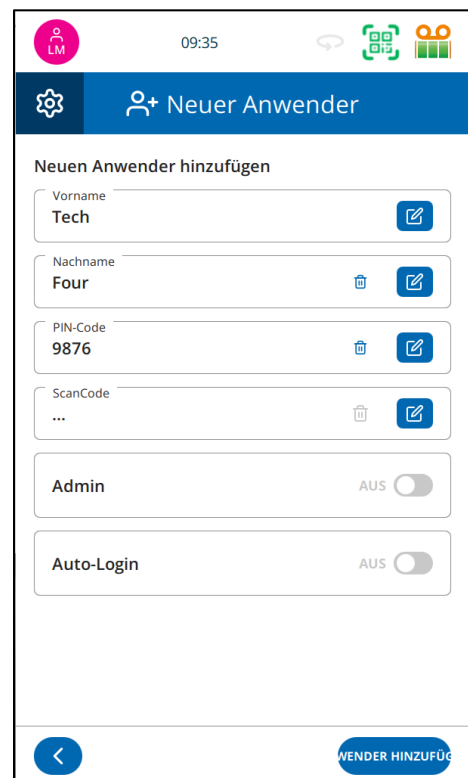 LM
09:35
Neuer Anwender
Neuen Anwender hinzufügen
Vorname
Tech
Nachname
Four
PIN-Code
9876
ScanCode
...
Admin
AUS
Auto-Login
AUS
WENDER HINZUFÜG